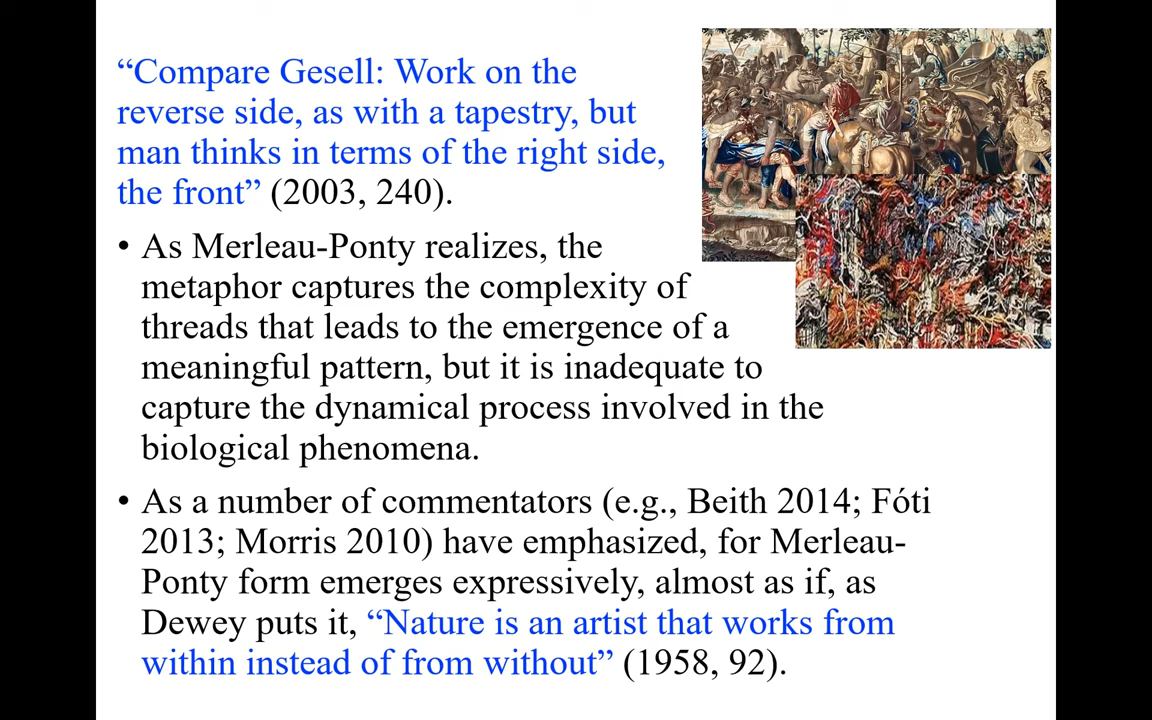 “Compare Gesell: Work on the
reverse side, as with a tapestry, but
man thinks in terms of the right side,
the front” (2003, 240).
• As Merleau-Ponty realizes, the
metaphor captures the complexity of
threads that leads to the emergence of a
meaningful pattern, but it is inadequate to
capture the dynamical process involved in the
biological phenomena.
• As a number of commentators (e.g., Beith 2014; Fóti
2013; Morris 2010) have emphasized, for Merleau-
Ponty form emerges expressively, almost as if, as
Dewey puts it, “Nature is an artist that works from
within instead of from without” (1958, 92).